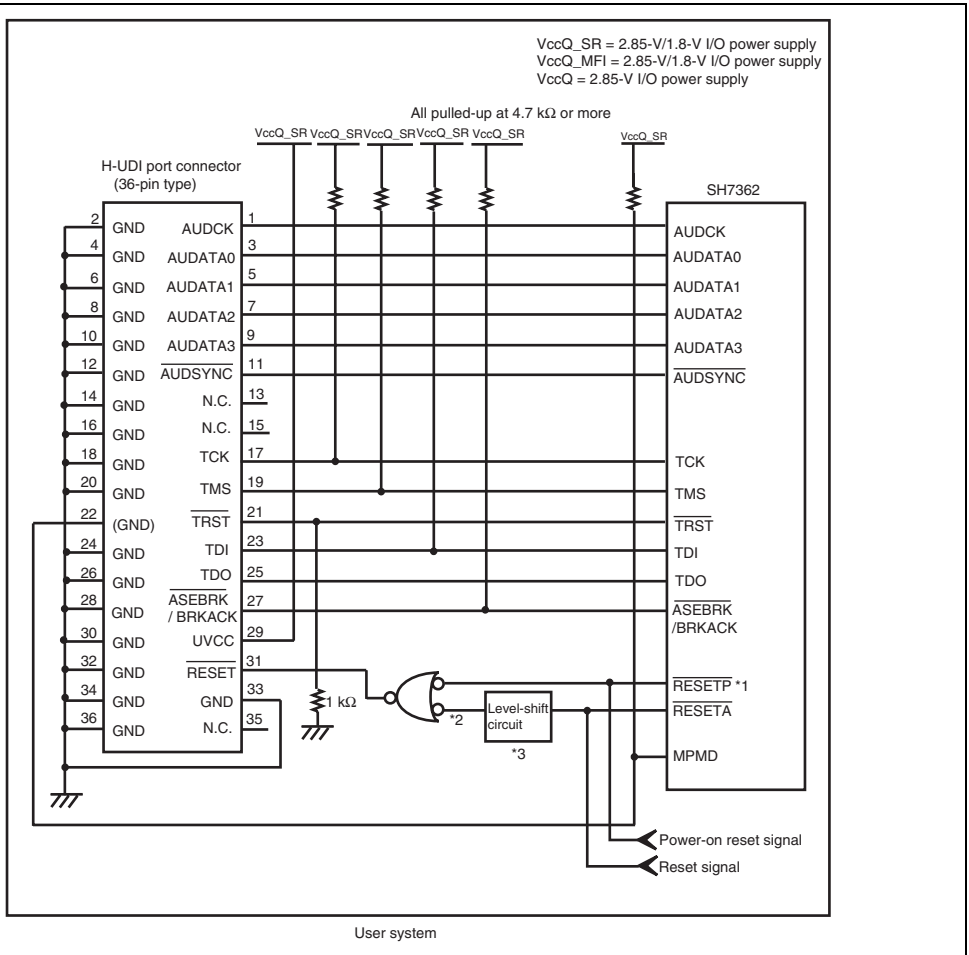 VccQ_SR = 2.85-V/1.8-V I/O power supply
VccQ_MFI = 2.85-V/1.8-V I/O power supply
VccQ = 2.85-V I/O power supply
All pulled-up at 4.7 kΩ or more
VccQ_SR VccQ_SR VccQ_SR VccQ_SR VccQ_SR VccQ_SR
H-UDI port connector
(36-pin type)
SH7362
2 GND AUDCK 1 AUDCK
4 GND AUDATA0 3 AUDATA0
6 GND AUDATA1 5 AUDATA1
8 GND AUDATA2 7 AUDATA2
10 GND AUDATA3 9 AUDATA3
12 GND AUDSYNC 11 AUDSYNC
14 GND N.C. 13
16 GND N.C. 15
18 GND TCK 17 TCK
20 GND TMS 19 TMS
22 (GND) TRST 21 TRST
24 GND TDI 23 TDI
26 GND TDO 25 TDO
28 GND ASEBRK / BRKACK 27 ASEBRK /BRKACK
30 GND UVCC 29
32 GND RESET 31 RESETP *1
34 GND GND 33 1 kΩ *2 Level-shift circuit RESETA
36 GND N.C. 35
*3
MPMD
Power-on reset signal
Reset signal
User system